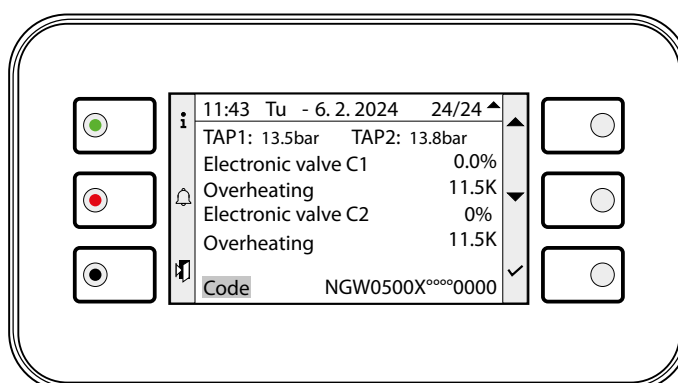 11:43 Tu - 6. 2. 2024 24/24
TAP1: 13.5bar TAP2: 13.8bar
Electronic valve C1 0.0%
Overheating 11.5K
Electronic valve C2 0%
Overheating 11.5K
Code NGW0500X°°°°0000